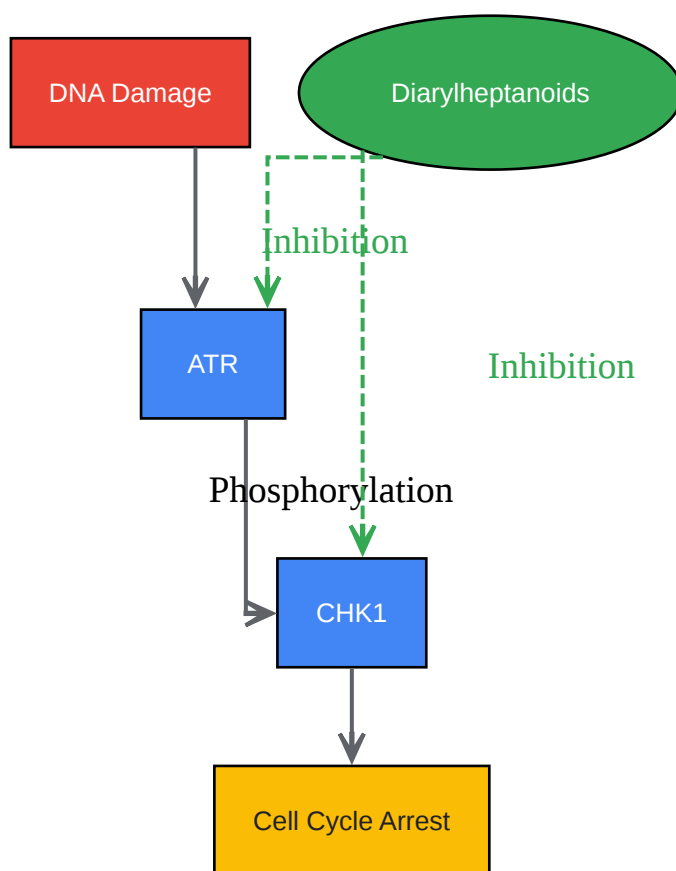 DNA Damage
Diarylheptanoids
Inhibition
ATR
Inhibition
Phosphorylation
CHK1
Cell Cycle Arrest